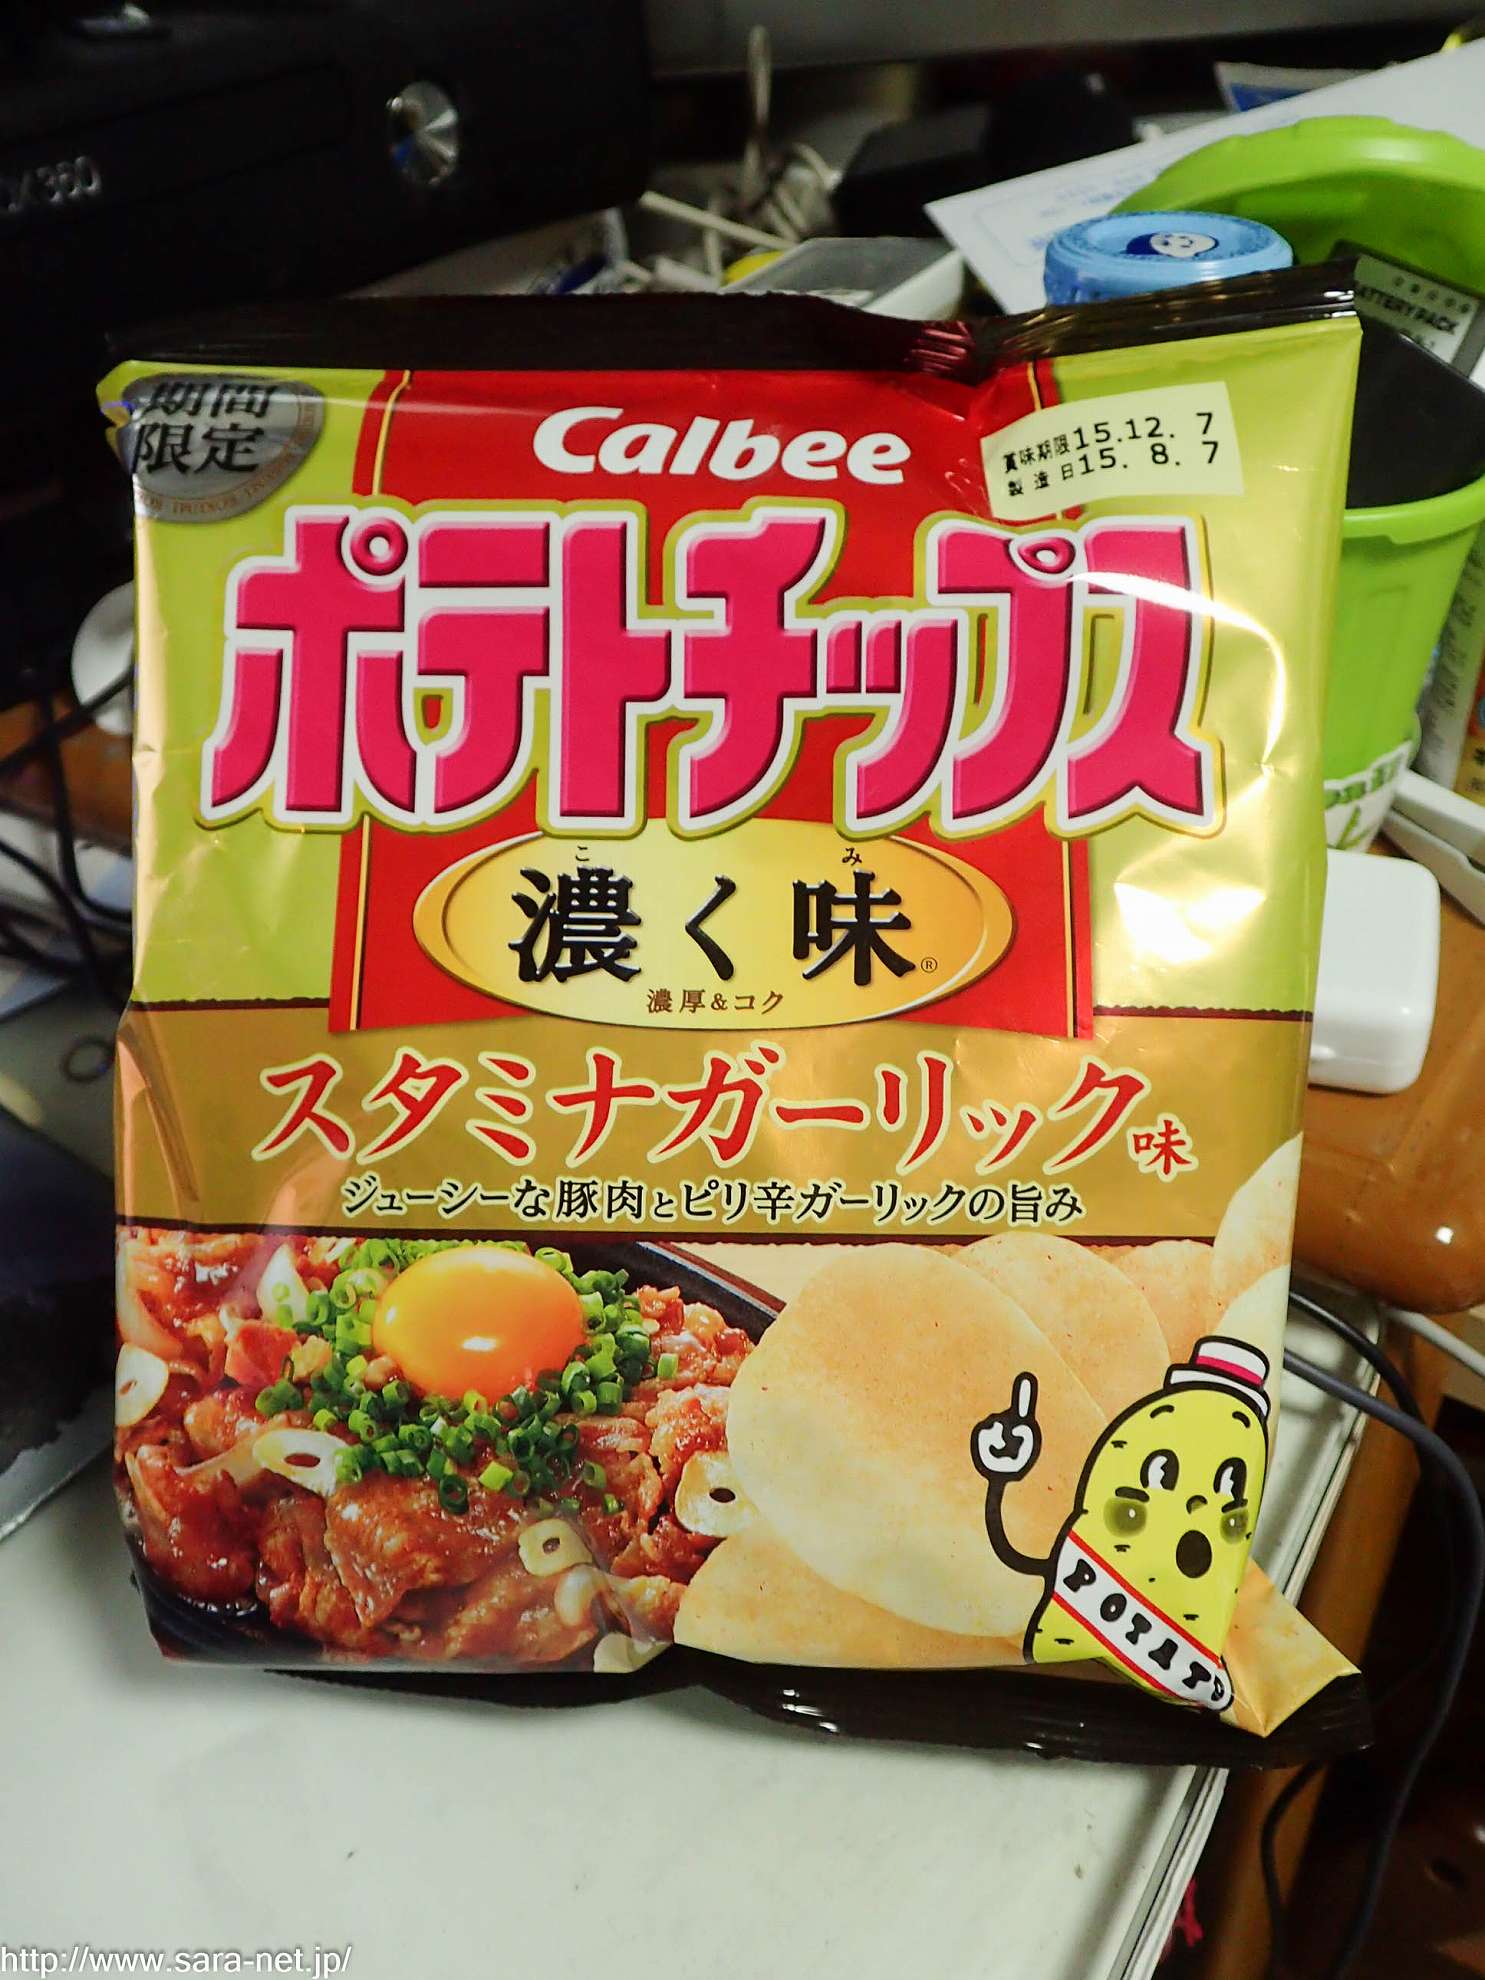 期間
限定
Calbee
賞味期限15.12. 7
製造日15. 8. 7
ポテトチップス
こ み
濃く味®
濃厚&コク
スタミナガーリック味
ジューシーな豚肉とピリ辛ガーリックの旨み
POTATO
BATTERY PACK
http://www.sara-net.jp/